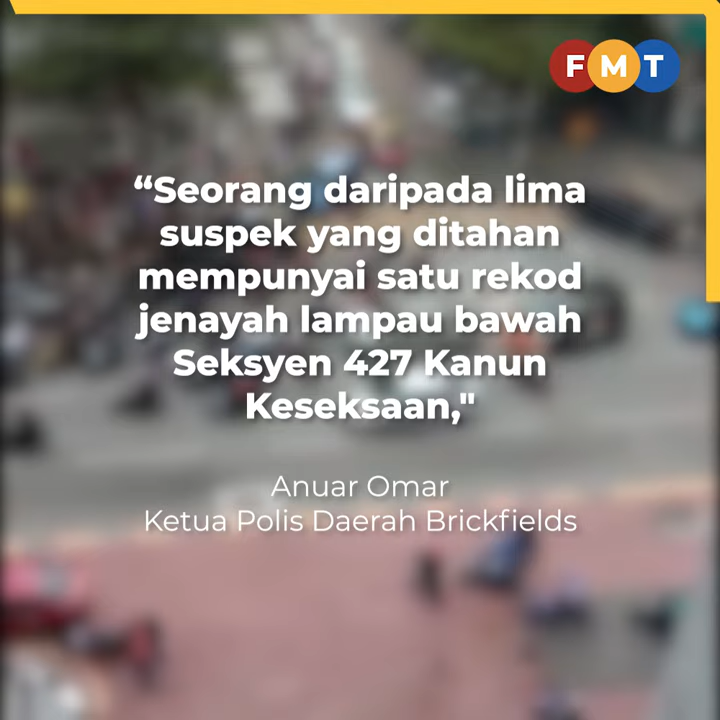 FMT
“Seorang daripada lima
suspek yang ditahan
mempunyai satu rekod
jenayah lampau bawah
Seksyen 427 Kanun
Keseksaan,"
Anuar Omar
Ketua Polis Daerah Brickfields